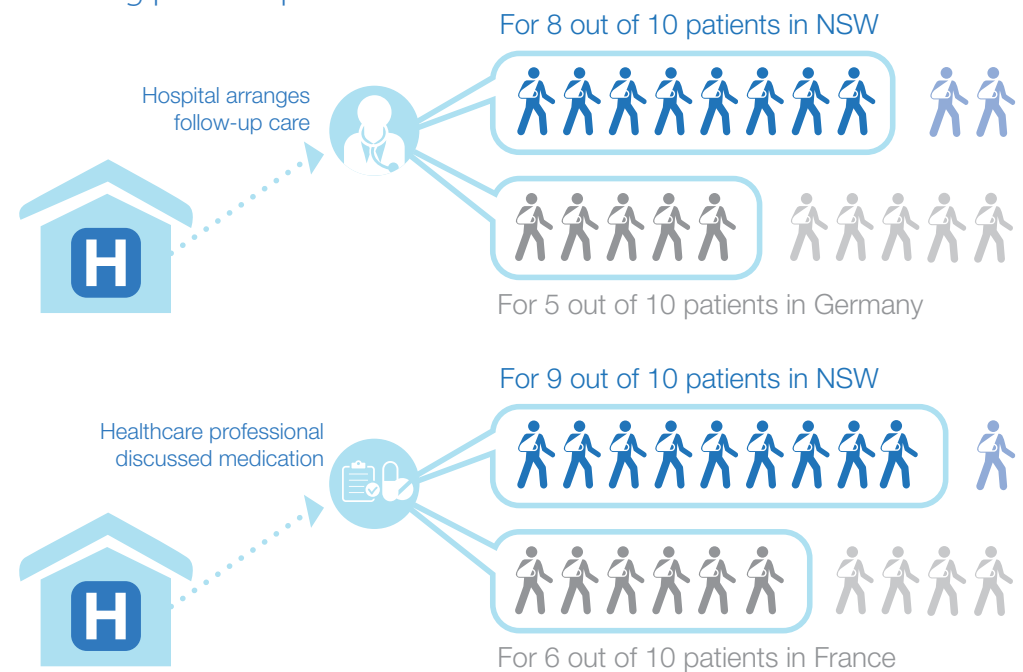 For 8 out of 10 patients in NSW
Hospital arranges
follow-up care
H
For 5 out of 10 patients in Germany
For 9 out of 10 patients in NSW
Healthcare professional
discussed medication
H
For 6 out of 10 patients in France